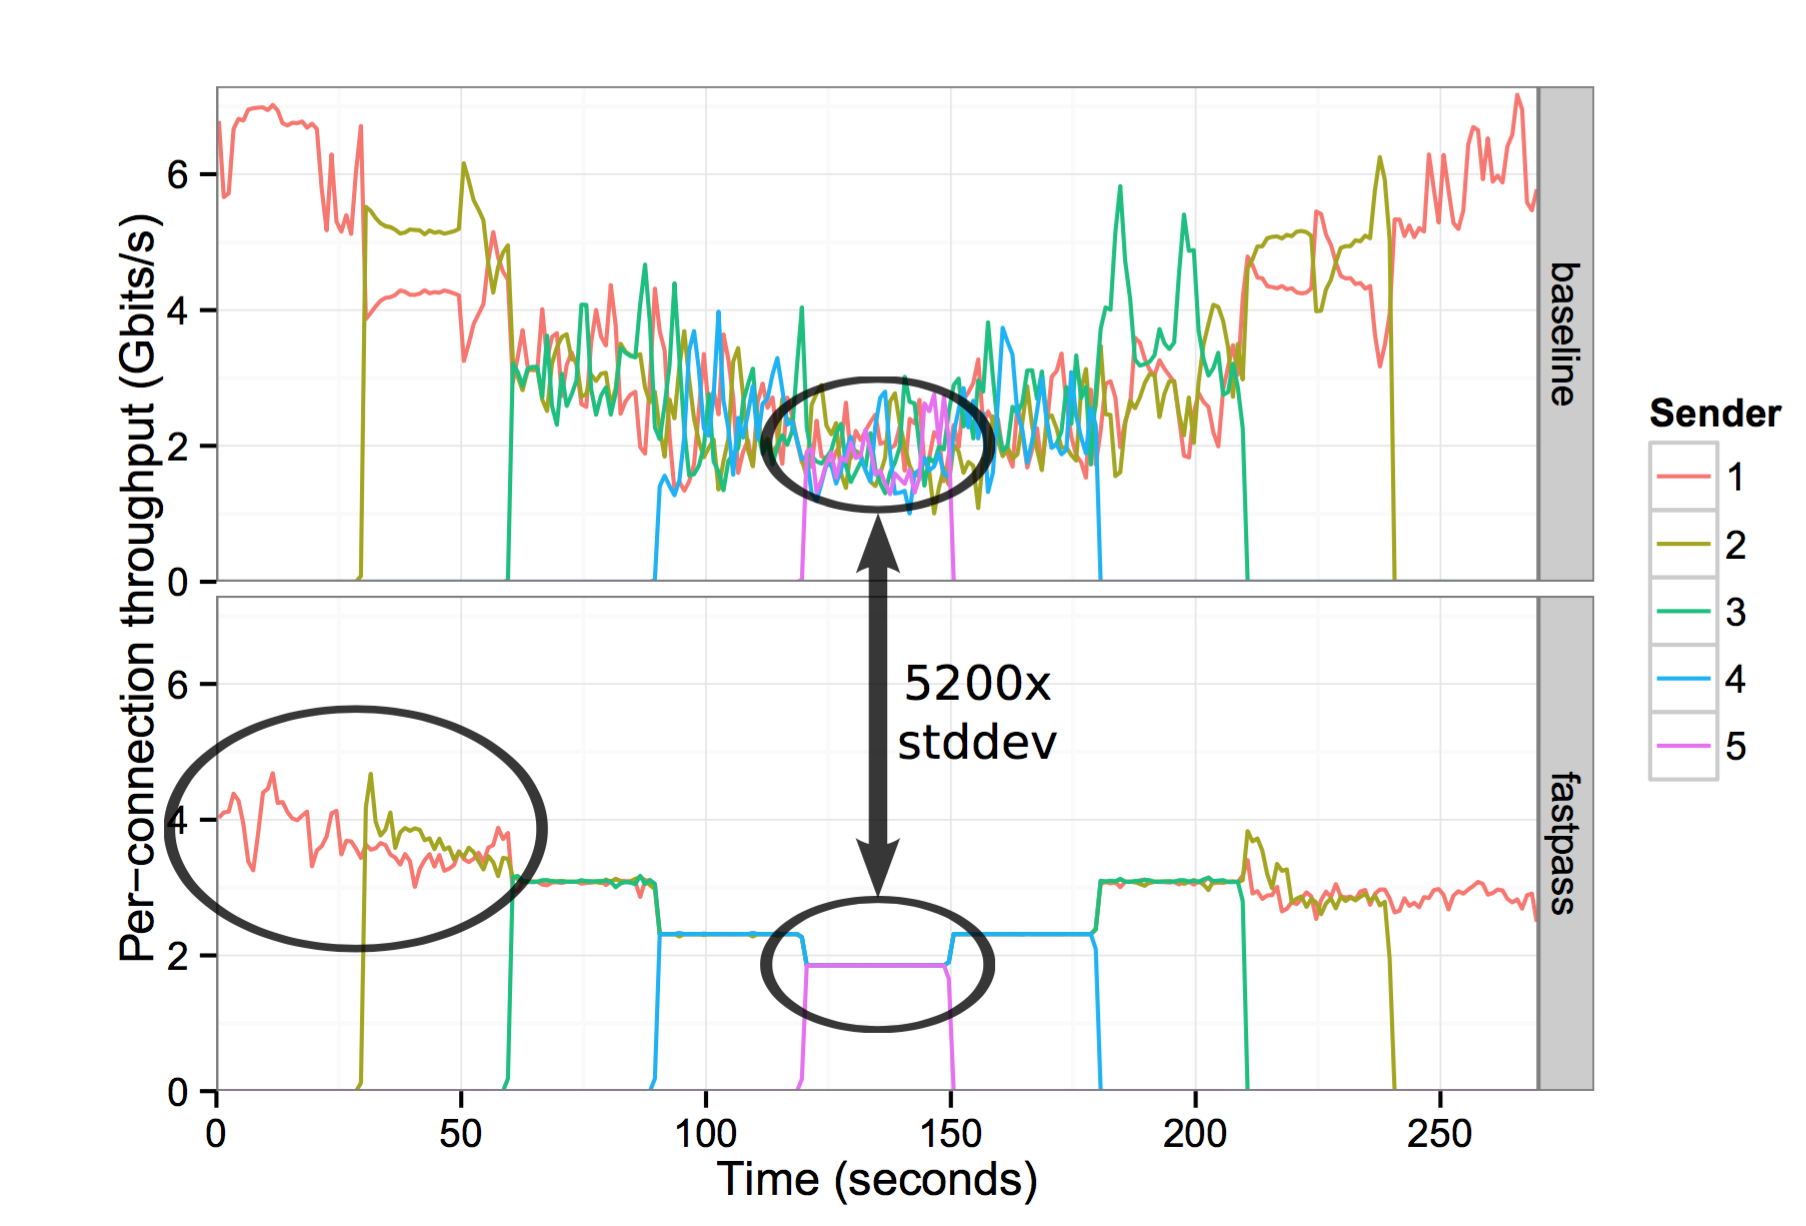 Per-connection throughput (Gbits/s)
6
4
2
0
baseline
6
4
2
0
fastpass
5200x
stddev
0 50 100 150 200 250
Time (seconds)
Sender
1
2
3
4
5